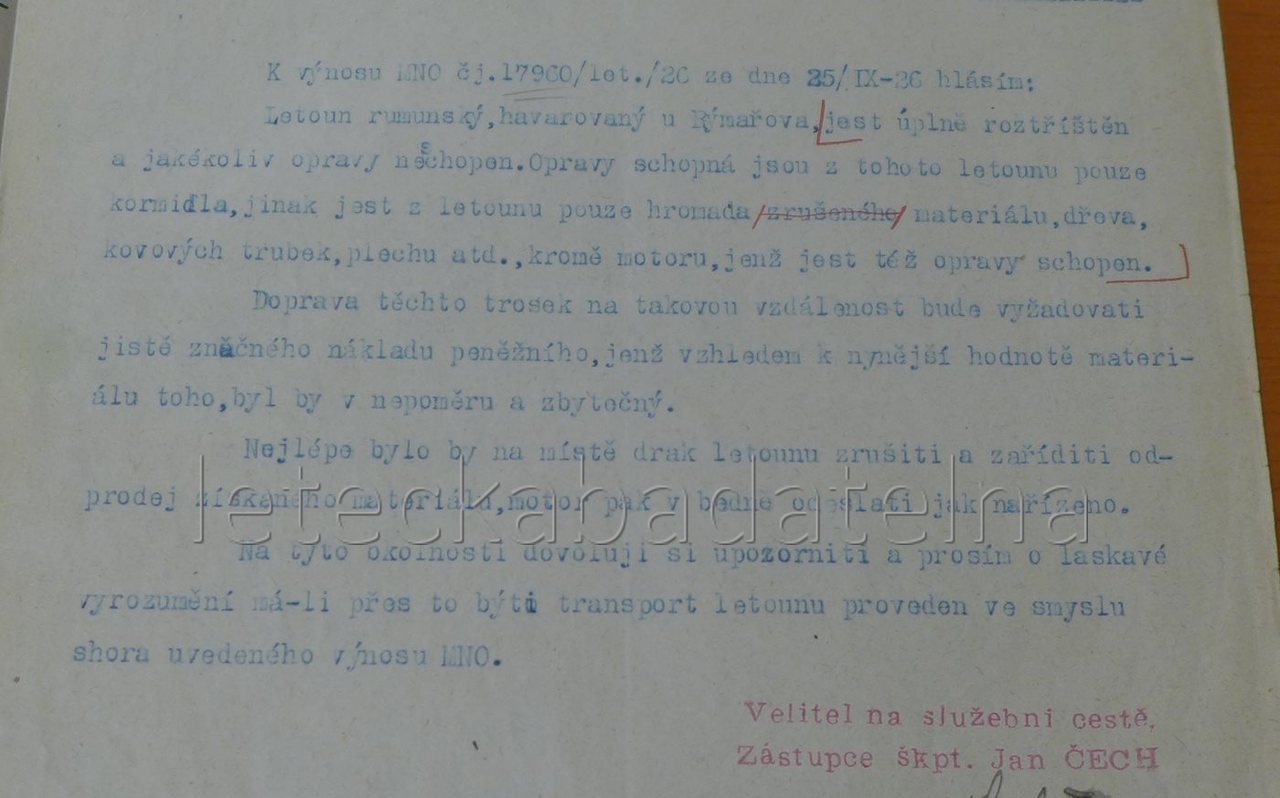 K výnosu MNO čj.17960/let./26 ze dne 25/IX-26 hlásím:
Letoun rumunský,havarovaný u Rýmařova,jest úplně roztříštěn
a jakékoliv opravy neschopen.Opravy schopná jsou z tohoto letounu pouze
kormidla,jinak jest z letounu pouze hromada /zrušeného/ materiálu,dřeva,
kovových trubek,plechu atd.,kromě motoru,jenž jest též opravy schopen.
Doprava těchto trosek na takovou vzdálenost bude vyžadovati
jistě značného nákladu peněžního,jenž vzhledem k nynější hodnotě materi-
álu toho,byl by v nepoměru a zbytečný.
Nejlépe bylo by na místě drak letounu zrušiti a zaříditi od-
prodej získaného materiálu,motor pak v bedně odeslati jak nařízeno.
leteckabadatelna
Na tyto okolnosti dovoluji si upozorniti a prosím o laskavé
vyrozumění má-li přes to býti transport letounu proveden ve smyslu
shora uvedeného výnosu MNO.
Velitel na služební cestě,
Zástupce škpt. Jan ČECH